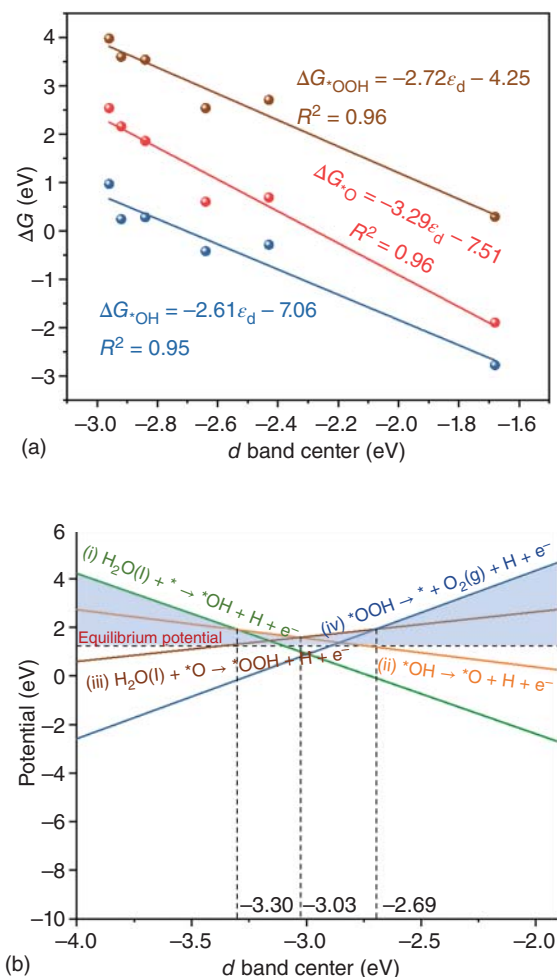 ΔG*OOH = −2.72εd − 4.25
R² = 0.96
ΔG*O = −3.29εd − 7.51
R² = 0.96
ΔG*OH = −2.61εd − 7.06
R² = 0.95
ΔG (eV)
4
3
2
1
0
−1
−2
−3
−3.0 −2.8 −2.6 −2.4 −2.2 −2.0 −1.8 −1.6
(a)
d band center (eV)
6
4
2
0
−2
−4
−6
−8
−10
Potential (eV)
(i) H₂O(l) + * → *OH + H + e⁻
(iv) *OOH → * + O₂(g) + H + e⁻
Equilibrium potential
(iii) H₂O(l) + *O → *OOH + H + e⁻
(ii) *OH → *O + H + e⁻
−3.30 −3.03 −2.69
−4.0 −3.5 −3.0 −2.5 −2.0
(b)
d band center (eV)